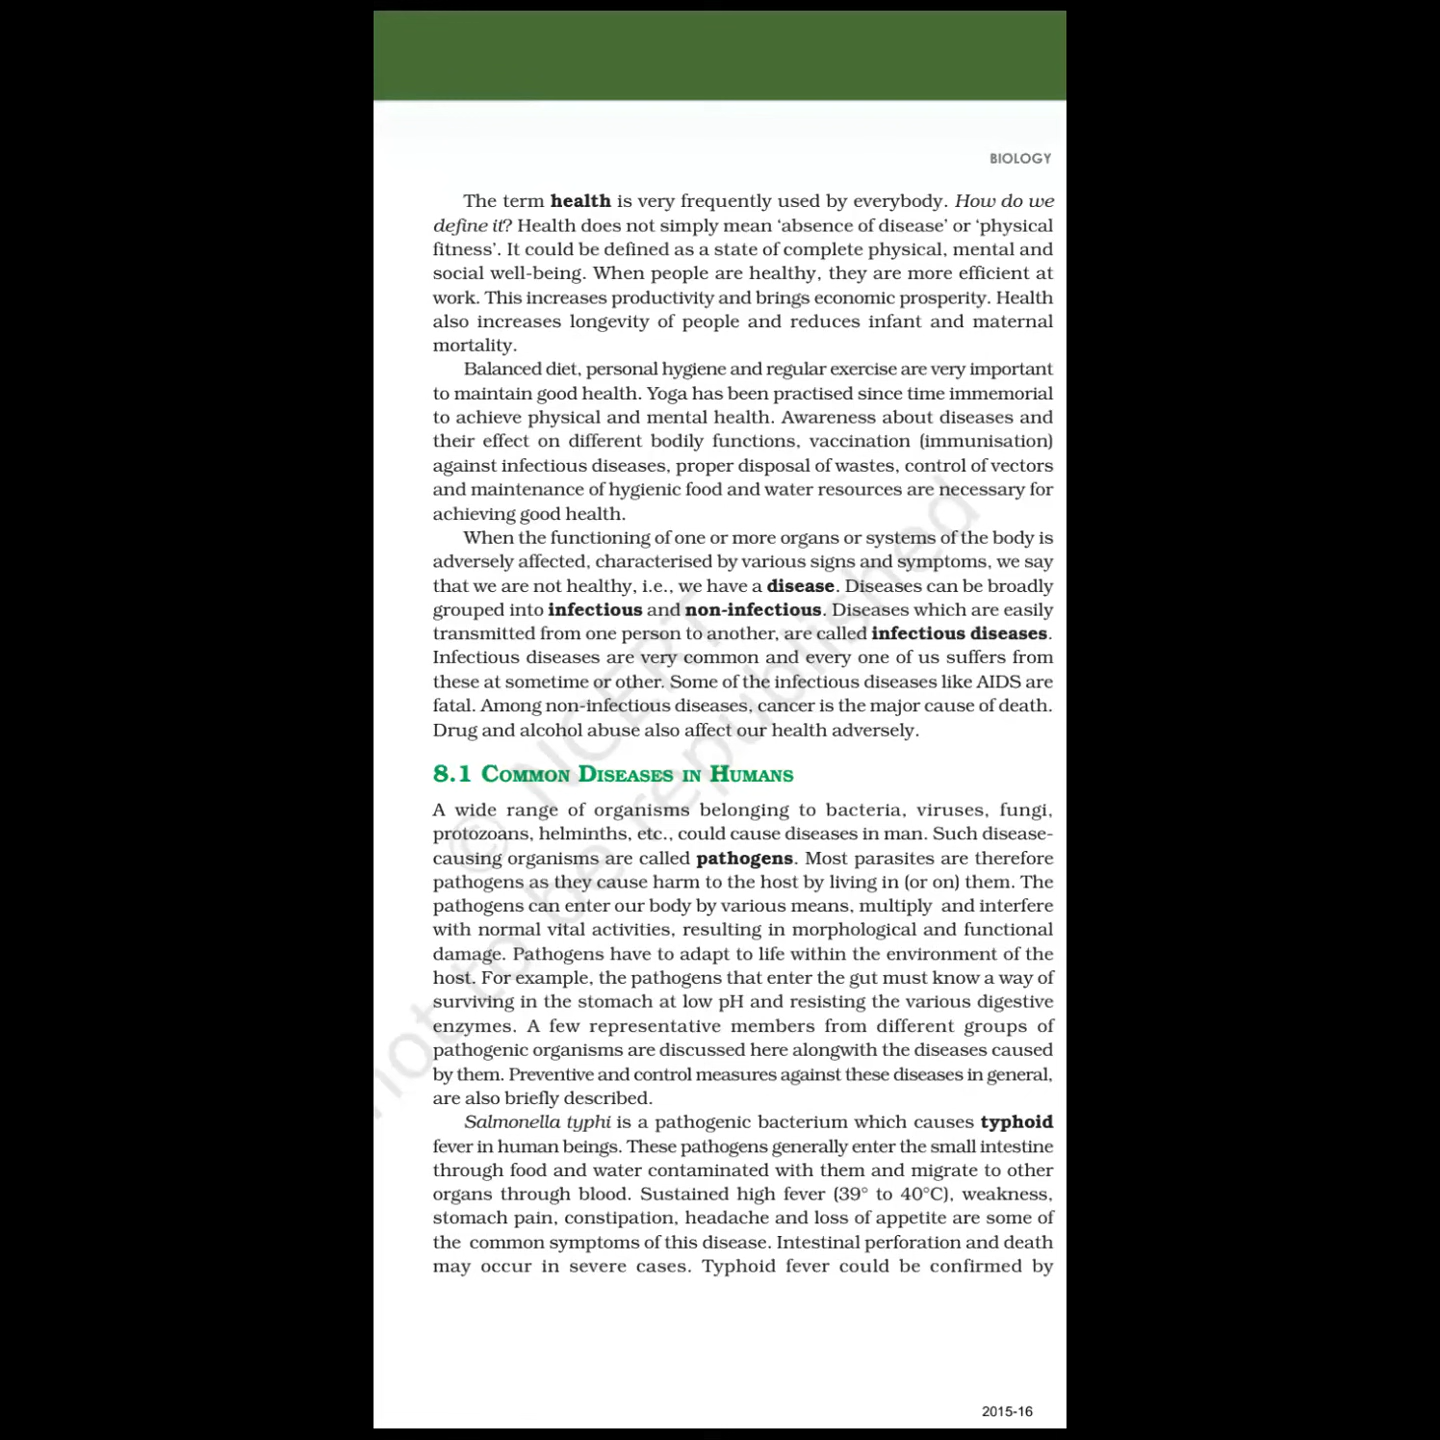 BIOLOGY
The term health is very frequently used by everybody. How do we
define it? Health does not simply mean ‘absence of disease’ or ‘physical
fitness’. It could be defined as a state of complete physical, mental and
social well-being. When people are healthy, they are more efficient at
work. This increases productivity and brings economic prosperity. Health
also increases longevity of people and reduces infant and maternal
mortality.
Balanced diet, personal hygiene and regular exercise are very important
to maintain good health. Yoga has been practised since time immemorial
to achieve physical and mental health. Awareness about diseases and
their effect on different bodily functions, vaccination (immunisation)
against infectious diseases, proper disposal of wastes, control of vectors
and maintenance of hygienic food and water resources are necessary for
achieving good health.
When the functioning of one or more organs or systems of the body is
adversely affected, characterised by various signs and symptoms, we say
that we are not healthy, i.e., we have a disease. Diseases can be broadly
grouped into infectious and non-infectious. Diseases which are easily
transmitted from one person to another, are called infectious diseases.
Infectious diseases are very common and every one of us suffers from
these at sometime or other. Some of the infectious diseases like AIDS are
fatal. Among non-infectious diseases, cancer is the major cause of death.
Drug and alcohol abuse also affect our health adversely.
8.1 COMMON DISEASES IN HUMANS
A wide range of organisms belonging to bacteria, viruses, fungi,
protozoans, helminths, etc., could cause diseases in man. Such disease-
causing organisms are called pathogens. Most parasites are therefore
pathogens as they cause harm to the host by living in (or on) them. The
pathogens can enter our body by various means, multiply and interfere
with normal vital activities, resulting in morphological and functional
damage. Pathogens have to adapt to life within the environment of the
host. For example, the pathogens that enter the gut must know a way of
surviving in the stomach at low pH and resisting the various digestive
enzymes. A few representative members from different groups of
pathogenic organisms are discussed here alongwith the diseases caused
by them. Preventive and control measures against these diseases in general,
are also briefly described.
Salmonella typhi is a pathogenic bacterium which causes typhoid
fever in human beings. These pathogens generally enter the small intestine
through food and water contaminated with them and migrate to other
organs through blood. Sustained high fever (39° to 40°C), weakness,
stomach pain, constipation, headache and loss of appetite are some of
the common symptoms of this disease. Intestinal perforation and death
may occur in severe cases. Typhoid fever could be confirmed by
© NCERT
not to be republished
2015-16